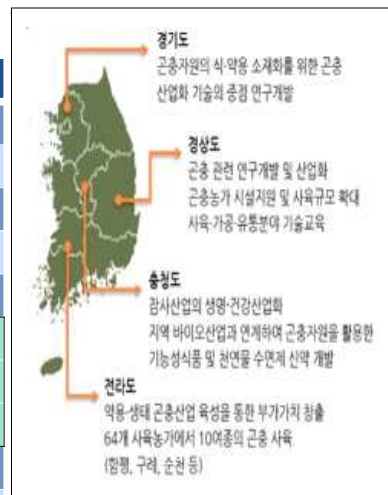 경기도
곤충자원의 식·약용 소재화를 위한 곤충
산업화 기술의 중점 연구개발
경상도
곤충 관련 연구개발 및 산업화
곤충농가 시설지원 및 사육규모 확대
사육·가공·유통분야 기술교육
충청도
잠사산업의 생명·건강산업화
지역 바이오산업과 연계하여 곤충자원을 활용한
기능성식품 및 천연물 수면제 신약 개발
전라도
약용·생태 곤충산업 육성을 통한 부가가치 창출
64개 사육농가에서 10여종의 곤충 사육
(함평, 구례, 순천 등)